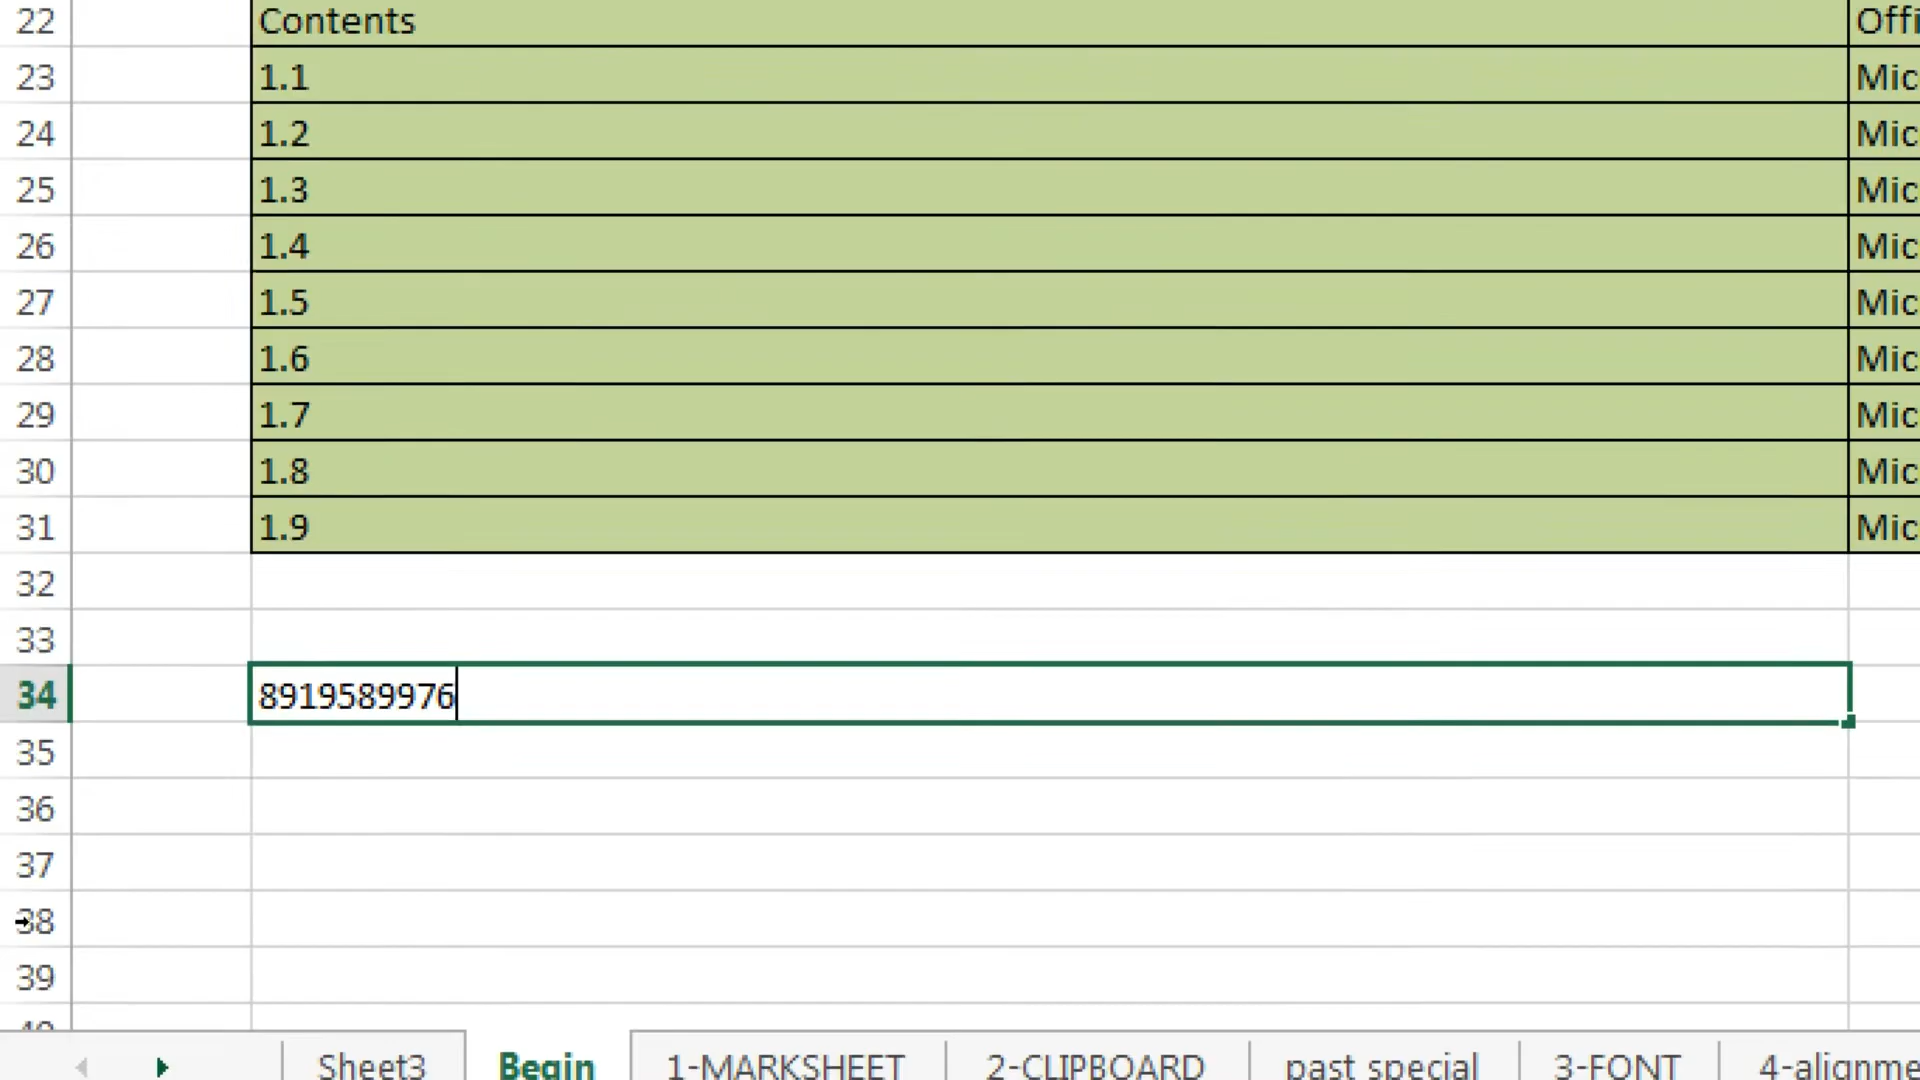 22 Contents Offi
23 1.1 Mic
24 1.2 Mic
25 1.3 Mic
26 1.4 Mic
27 1.5 Mic
28 1.6 Mic
29 1.7 Mic
30 1.8 Mic
31 1.9 Mic
32
33
34 8919589976
35
36
37
38
39
Sheet3 Begin 1-MARKSHEET 2-CLIPBOARD past special 3-FONT 4-alignme